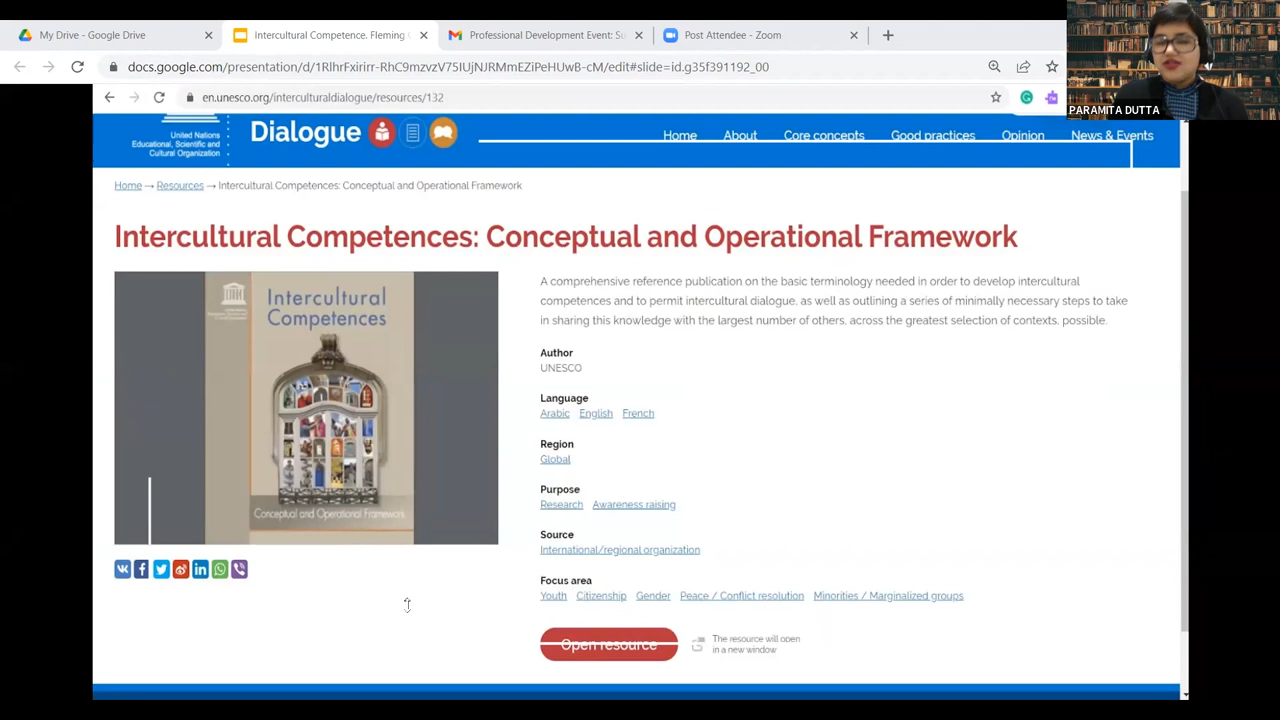 My Drive - Google Drive
Intercultural Competence. Fleming
Professional Development Event: Su
Post Attendee - Zoom
docs.google.com/presentation/d/1RlhrFxirirr-RhC9mzvzv75IUjNJRMmEZiPeHUwB-cM/edit#slide=id.g35f391192_00
PARAMITA DUTTA
en.unesco.org/interculturaldialogue/resources/132
United Nations
Educational, Scientific and
Cultural Organization
Dialogue
Home About Core concepts Good practices Opinion News & Events
Home → Resources → Intercultural Competences: Conceptual and Operational Framework
Intercultural Competences: Conceptual and Operational Framework
Intercultural
Competences
Conceptual and Operational Framework
A comprehensive reference publication on the basic terminology needed in order to develop intercultural
competences and to permit intercultural dialogue, as well as outlining a series of minimally necessary steps to take
in sharing this knowledge with the largest number of others, across the greatest selection of contexts, possible.
Author
UNESCO
Language
Arabic English French
Region
Global
Purpose
Research Awareness raising
Source
International/regional organization
Focus area
Youth Citizenship Gender Peace / Conflict resolution Minorities / Marginalized groups
Open resource
The resource will open
in a new window